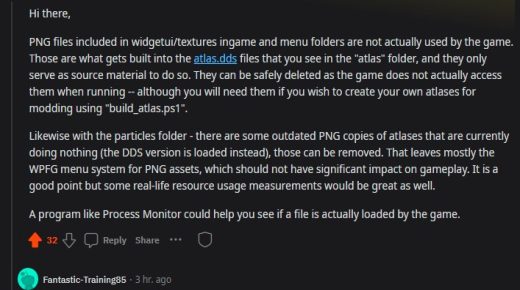 Hi there,
PNG files included in widgetui/textures ingame and menu folders are not actually used by the game.
Those are what gets built into the atlas.dds files that you see in the "atlas" folder, and they only
serve as source material to do so. They can be safely deleted as the game does not actually access
them when running -- although you will need them if you wish to create your own atlases for
modding using "build_atlas.ps1".
Likewise with the particles folder - there are some outdated PNG copies of atlases that are currently
doing nothing (the DDS version is loaded instead), those can be removed. That leaves mostly the
WPFG menu system for PNG assets, which should not have significant impact on gameplay. It is a
good point but some real-life resource usage measurements would be great as well.
A program like Process Monitor could help you see if a file is actually loaded by the game.
32 Reply Share ...
Fantastic-Training85 · 3 hr. ago